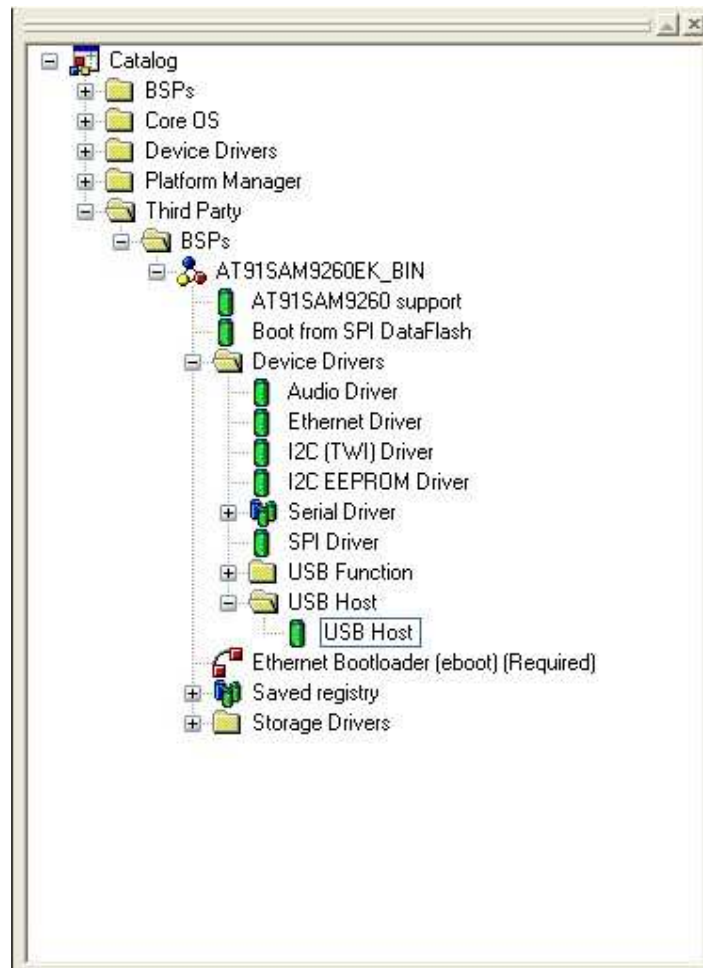 Catalog
BSPs
Core OS
Device Drivers
Platform Manager
Third Party
BSPs
AT91SAM9260EK_BIN
AT91SAM9260 support
Boot from SPI DataFlash
Device Drivers
Audio Driver
Ethernet Driver
I2C (TWI) Driver
I2C EEPROM Driver
Serial Driver
SPI Driver
USB Function
USB Host
USB Host
Ethernet Bootloader (eboot) (Required)
Saved registry
Storage Drivers